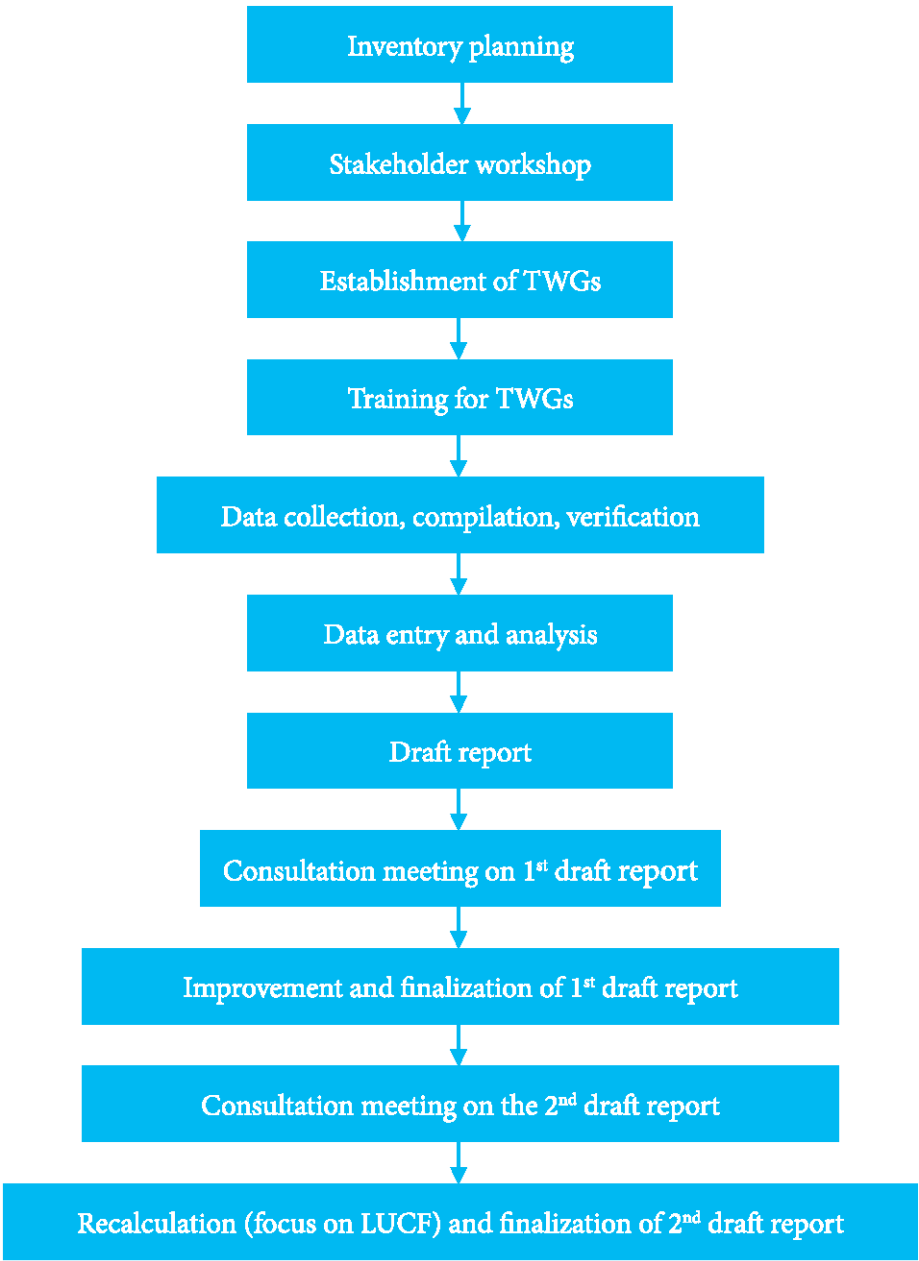 Inventory planning
Stakeholder workshop
Establishment of TWGs
Training for TWGs
Data collection, compilation, verification
Data entry and analysis
Draft report
Consultation meeting on 1st draft report
Improvement and finalization of 1st draft report
Consultation meeting on the 2nd draft report
Recalculation (focus on LUCF) and finalization of 2nd draft report